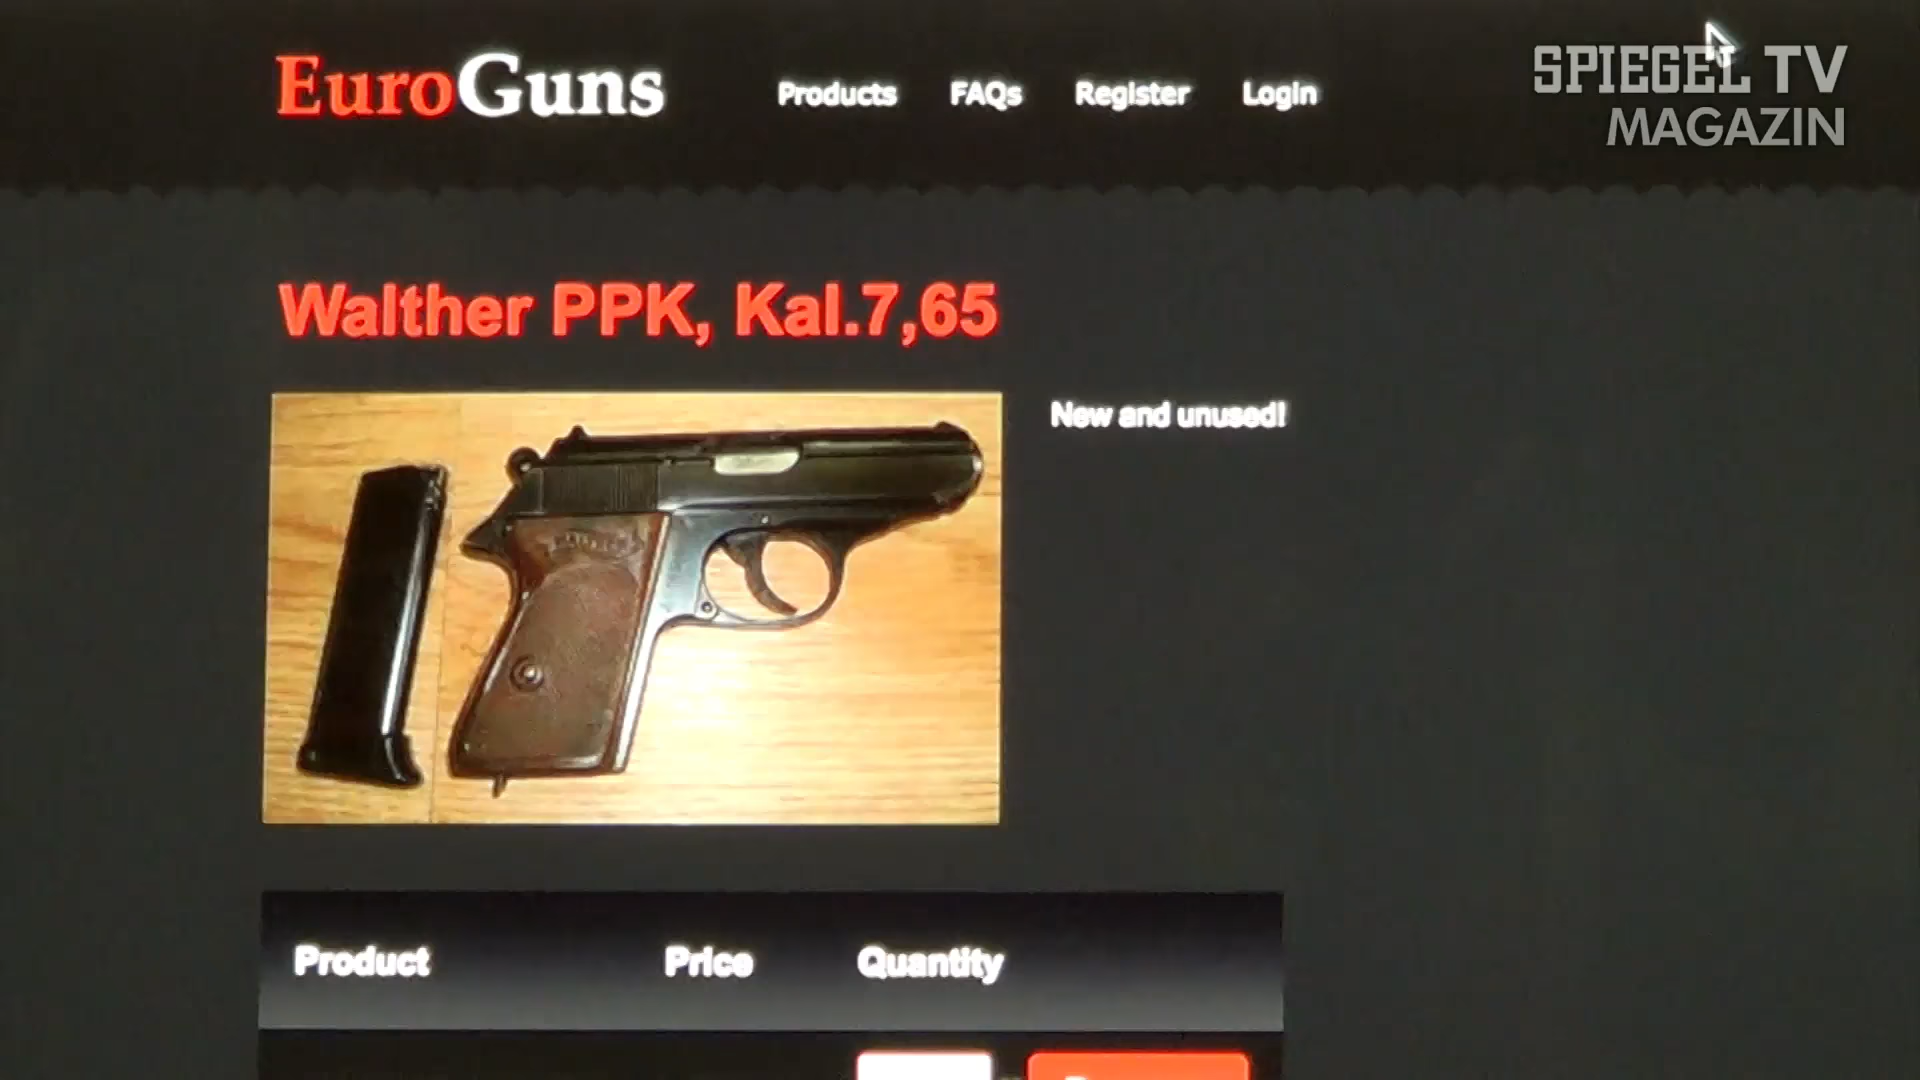 EuroGuns
Products FAQs Register Login
SPIEGEL TV
MAGAZIN
Walther PPK, Kal.7,65
New and unused!
Product Price Quantity